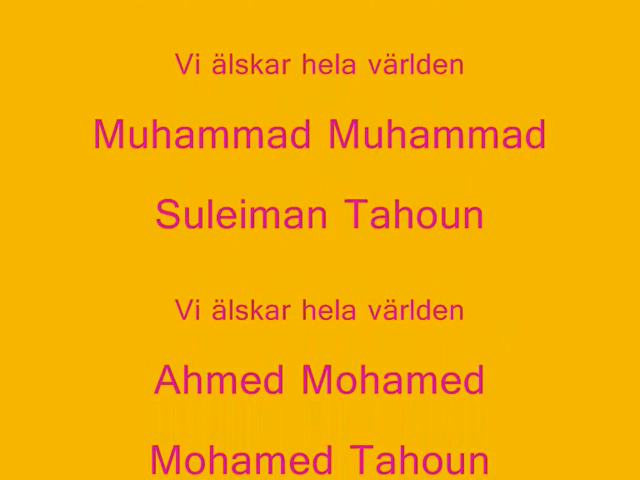 Vi älskar hela världen
Muhammad Muhammad
Suleiman Tahoun
Vi älskar hela världen
Ahmed Mohamed
Mohamed Tahoun